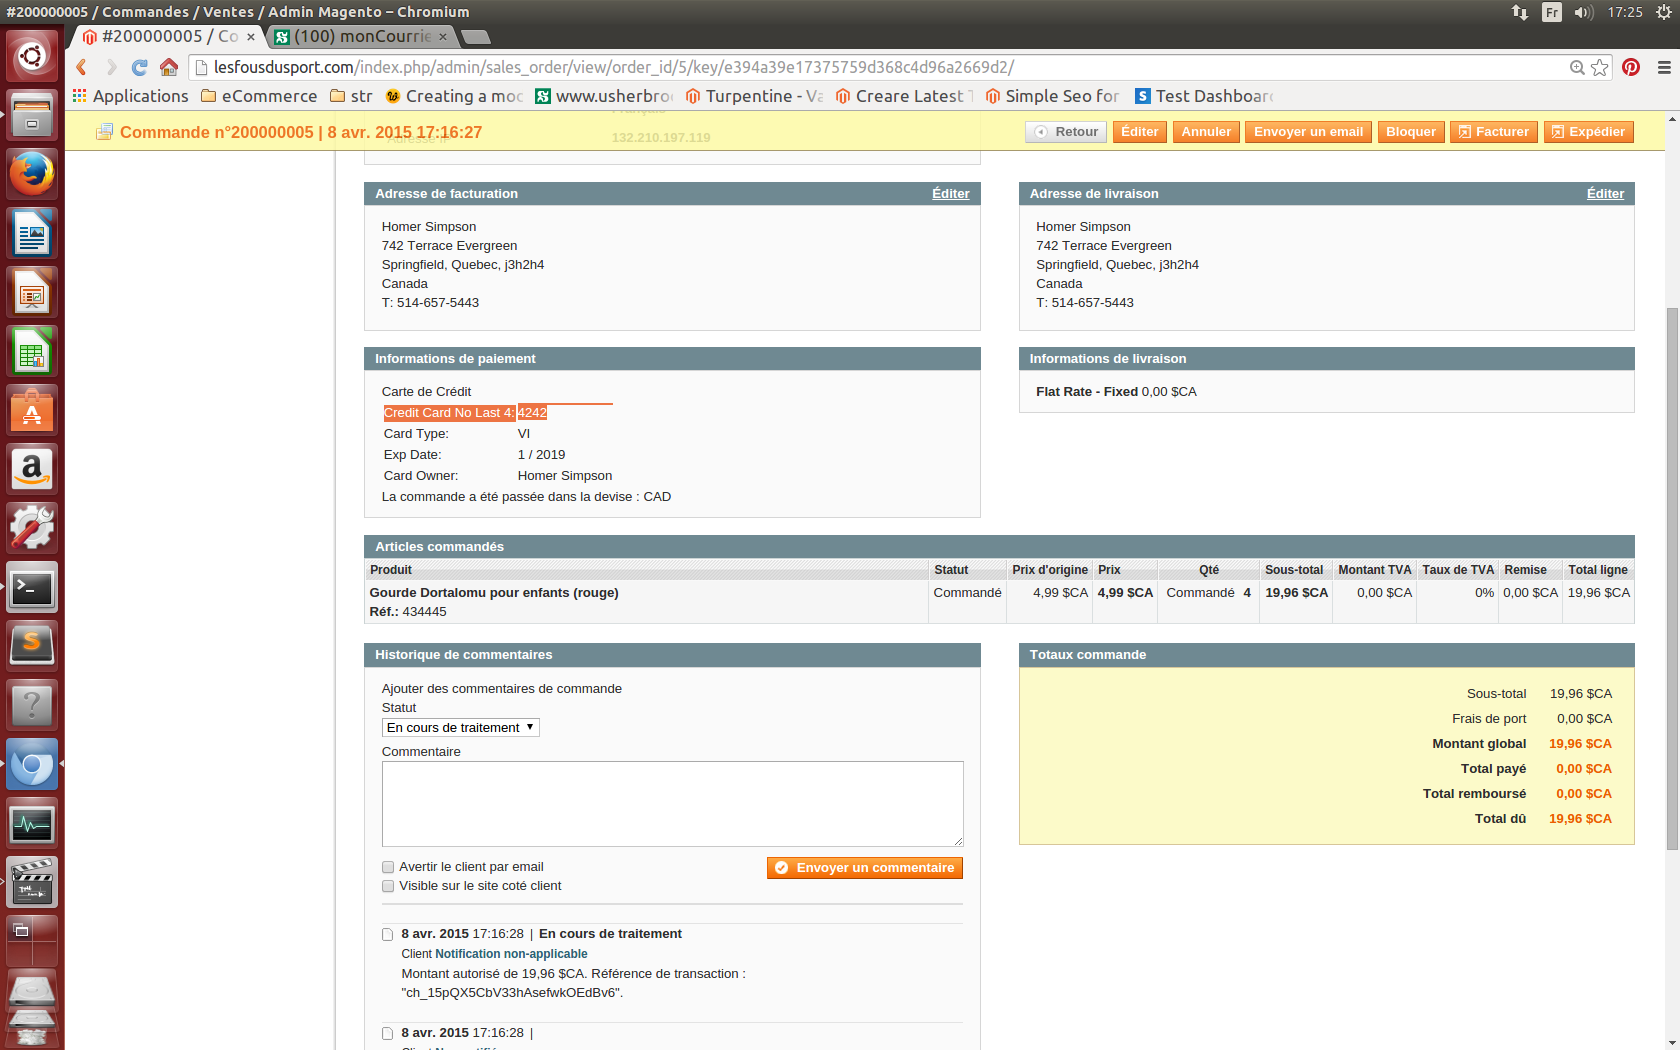 #200000005 / Commandes / Ventes / Admin Magento – Chromium
Fr
17:25
#200000005 / Co
(100) monCourrie
lesfousdusport.com/index.php/admin/sales_order/view/order_id/5/key/e394a39e17375759d368c4d96a2669d2/
Applications
eCommerce
str
Creating a moc
www.usherbro
Turpentine - Va
Creare Latest T
Simple Seo for
Test Dashboard
Français
Commande n°200000005 | 8 avr. 2015 17:16:27
Adresse IP
132.210.197.119
Retour
Éditer
Annuler
Envoyer un email
Bloquer
Facturer
Expédier
Adresse de facturation
Éditer
Homer Simpson
742 Terrace Evergreen
Springfield, Quebec, j3h2h4
Canada
T: 514-657-5443
Adresse de livraison
Éditer
Homer Simpson
742 Terrace Evergreen
Springfield, Quebec, j3h2h4
Canada
T: 514-657-5443
Informations de paiement
Carte de Crédit
Credit Card No Last 4: 4242
Card Type: VI
Exp Date: 1 / 2019
Card Owner: Homer Simpson
La commande a été passée dans la devise : CAD
Informations de livraison
Flat Rate - Fixed 0,00 $CA
Articles commandés
Produit Statut Prix d'origine Prix Qté Sous-total Montant TVA Taux de TVA Remise Total ligne
Gourde Dortalomu pour enfants (rouge) Commandé 4,99 $CA 4,99 $CA Commandé 4 19,96 $CA 0,00 $CA 0% 0,00 $CA 19,96 $CA
Réf.: 434445
Historique de commentaires
Ajouter des commentaires de commande
Statut
En cours de traitement
Commentaire
Avertir le client par email
Visible sur le site coté client
Envoyer un commentaire
8 avr. 2015 17:16:28 | En cours de traitement
Client Notification non-applicable
Montant autorisé de 19,96 $CA. Référence de transaction :
"ch_15pQX5CbV33hAsefwkOEdBv6".
8 avr. 2015 17:16:28 |
Totaux commande
Sous-total 19,96 $CA
Frais de port 0,00 $CA
Montant global 19,96 $CA
Total payé 0,00 $CA
Total remboursé 0,00 $CA
Total dû 19,96 $CA